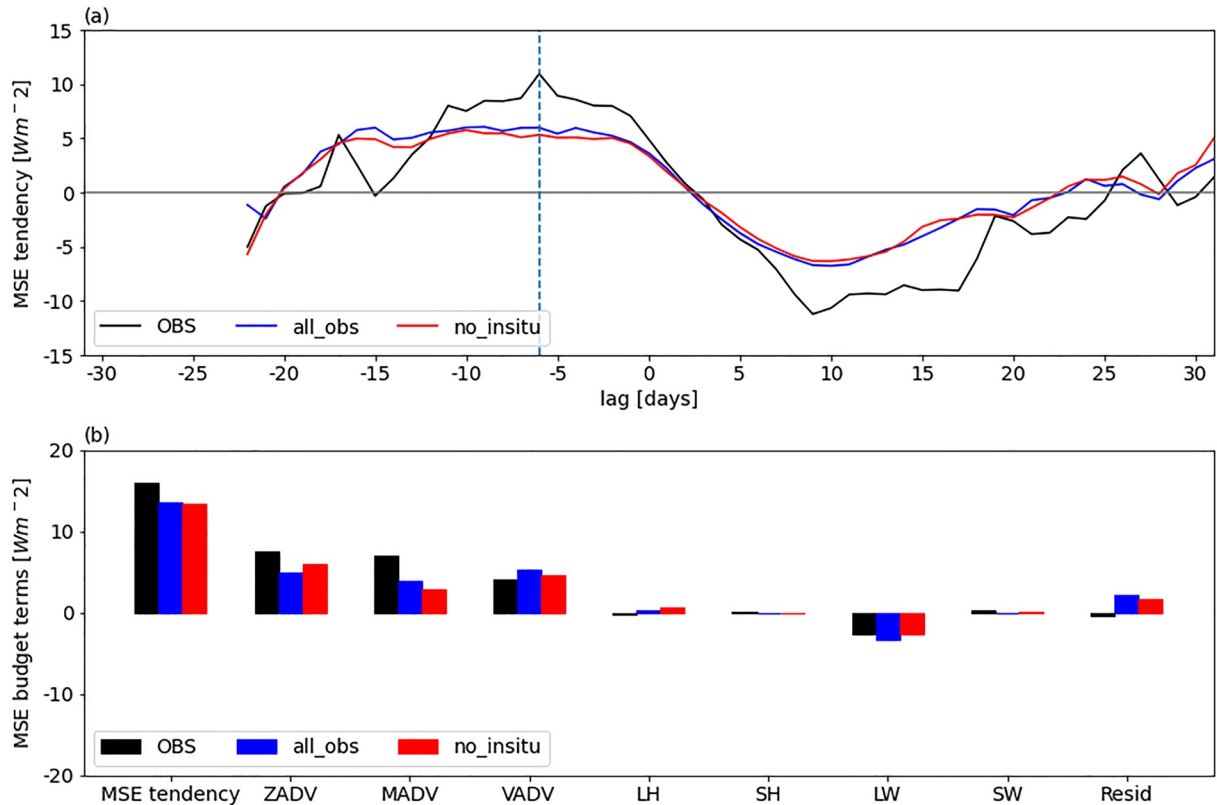 (a)
MSE tendency [Wm⁻2]
15
10
5
0
-5
-10
-15
OBS all_obs no_insitu
-30 -25 -20 -15 -10 -5 0 5 10 15 20 25 30
lag [days]
(b)
MSE budget terms [Wm⁻2]
20
10
0
-10
-20
OBS all_obs no_insitu
MSE tendency ZADV MADV VADV LH SH LW SW Resid